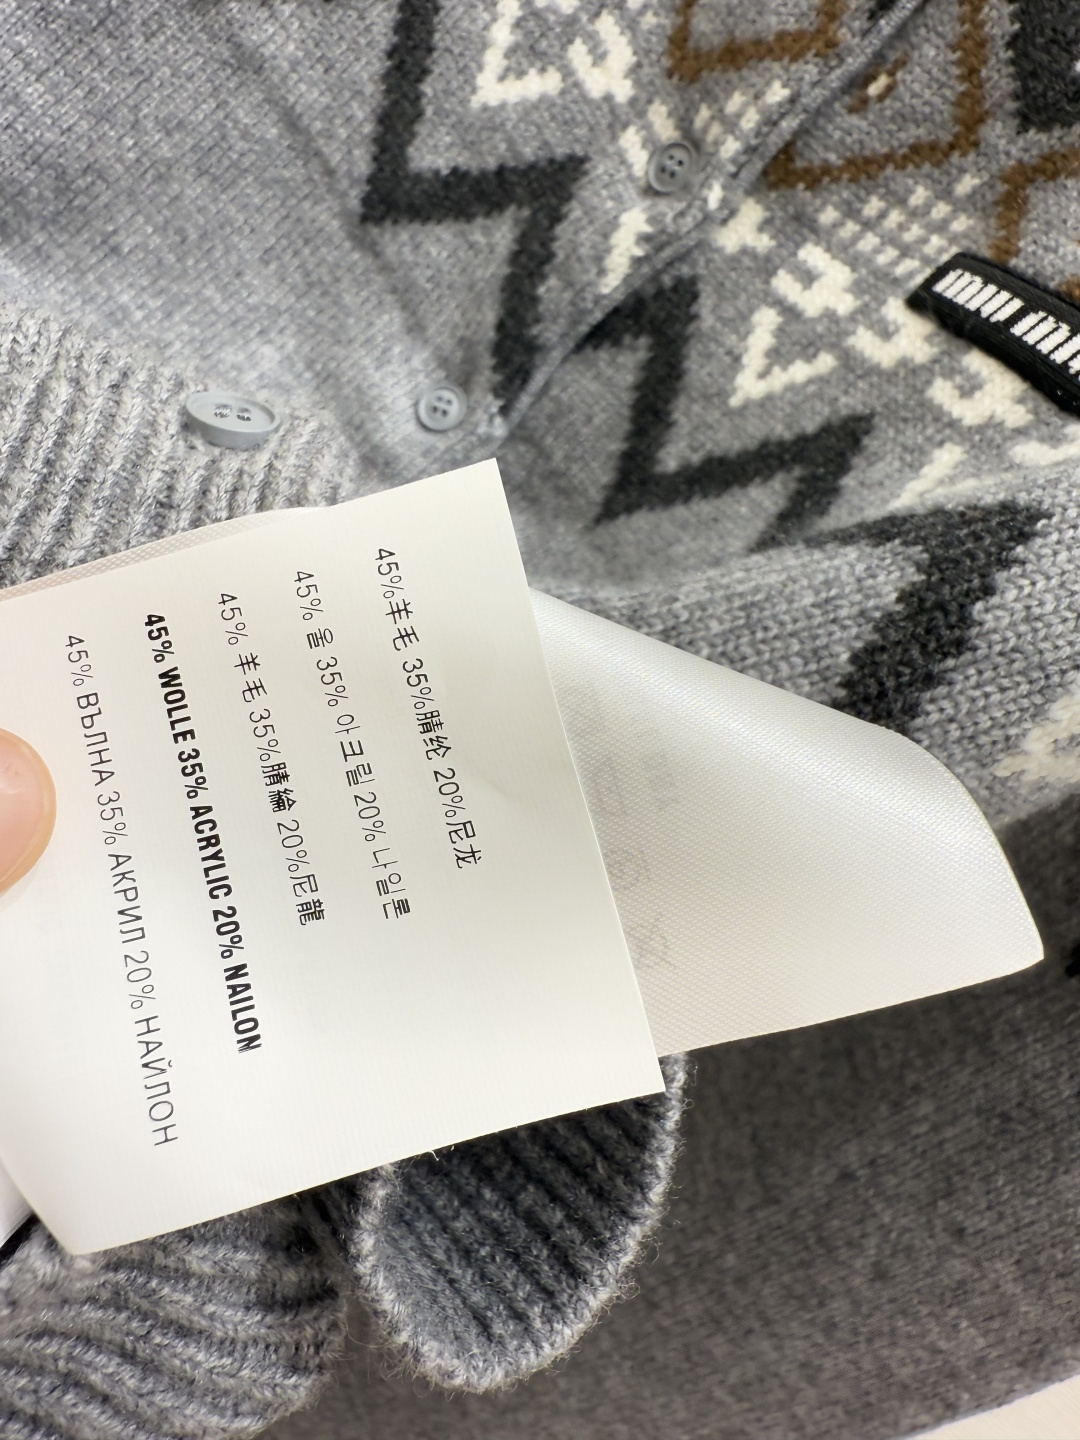 45%羊毛 35%腈纶 20%尼龙
45% 울 35% 아크릴 20% 나일론
45% 羊毛 35%腈綸 20%尼龍
45% WOLLE 35% ACRYLIC 20% NAILON
45% ВЪЛНА 35% АКРИЛ 20% НАЙЛОН
miu miu